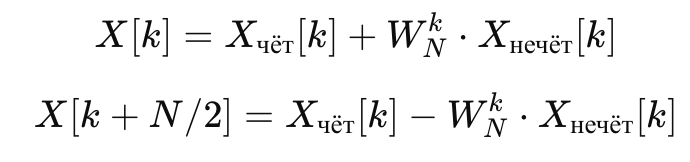 X[k] = X_чёт[k] + W_N^k · X_нечёт[k]
X[k + N/2] = X_чёт[k] − W_N^k · X_нечёт[k]